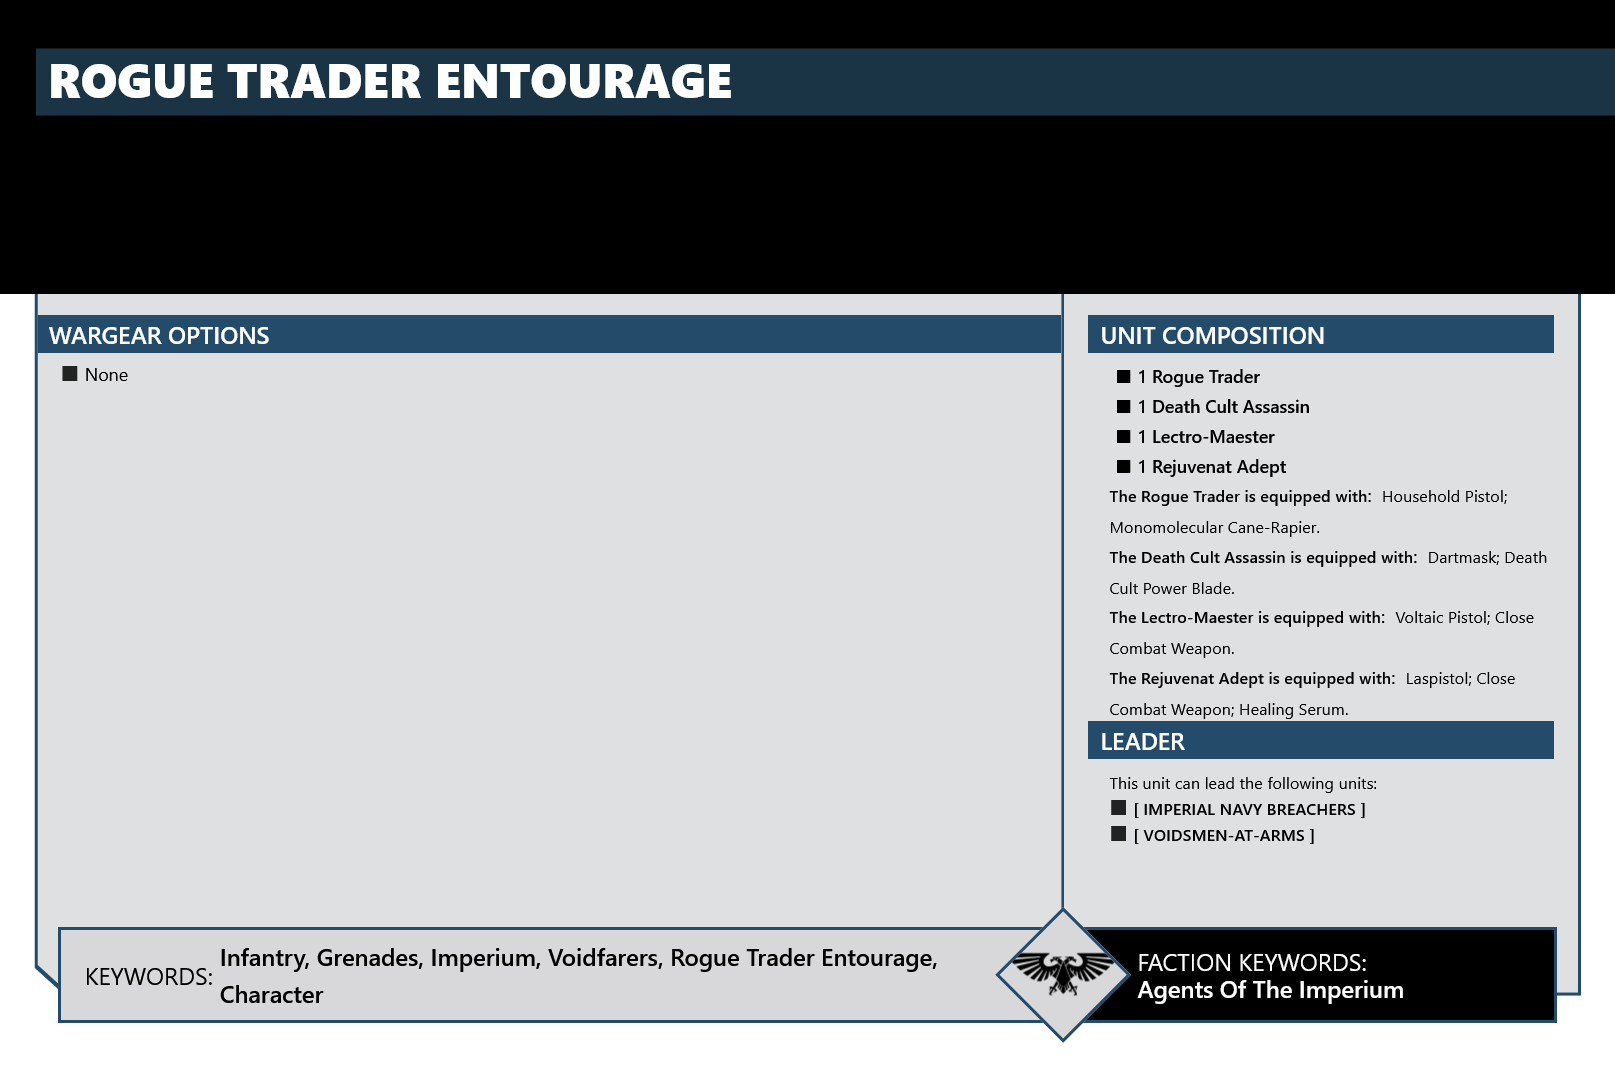 ROGUE TRADER ENTOURAGE
WARGEAR OPTIONS
None
UNIT COMPOSITION
1 Rogue Trader
1 Death Cult Assassin
1 Lectro-Maester
1 Rejuvenat Adept
The Rogue Trader is equipped with: Household Pistol;
Monomolecular Cane-Rapier.
The Death Cult Assassin is equipped with: Dartmask; Death
Cult Power Blade.
The Lectro-Maester is equipped with: Voltaic Pistol; Close
Combat Weapon.
The Rejuvenat Adept is equipped with: Laspistol; Close
Combat Weapon; Healing Serum.
LEADER
This unit can lead the following units:
[ IMPERIAL NAVY BREACHERS ]
[ VOIDSMEN-AT-ARMS ]
KEYWORDS: Infantry, Grenades, Imperium, Voidfarers, Rogue Trader Entourage,
Character
FACTION KEYWORDS:
Agents Of The Imperium